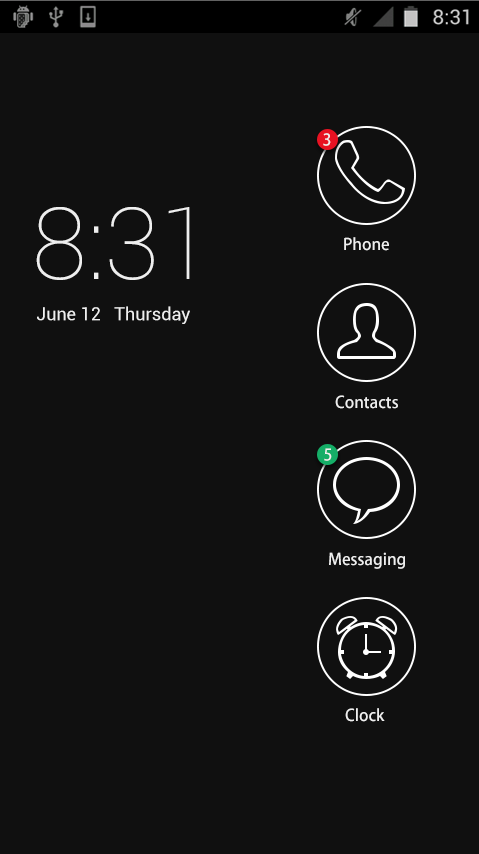 8:31
3
Phone
8:31
June 12 Thursday
Contacts
5
Messaging
Clock